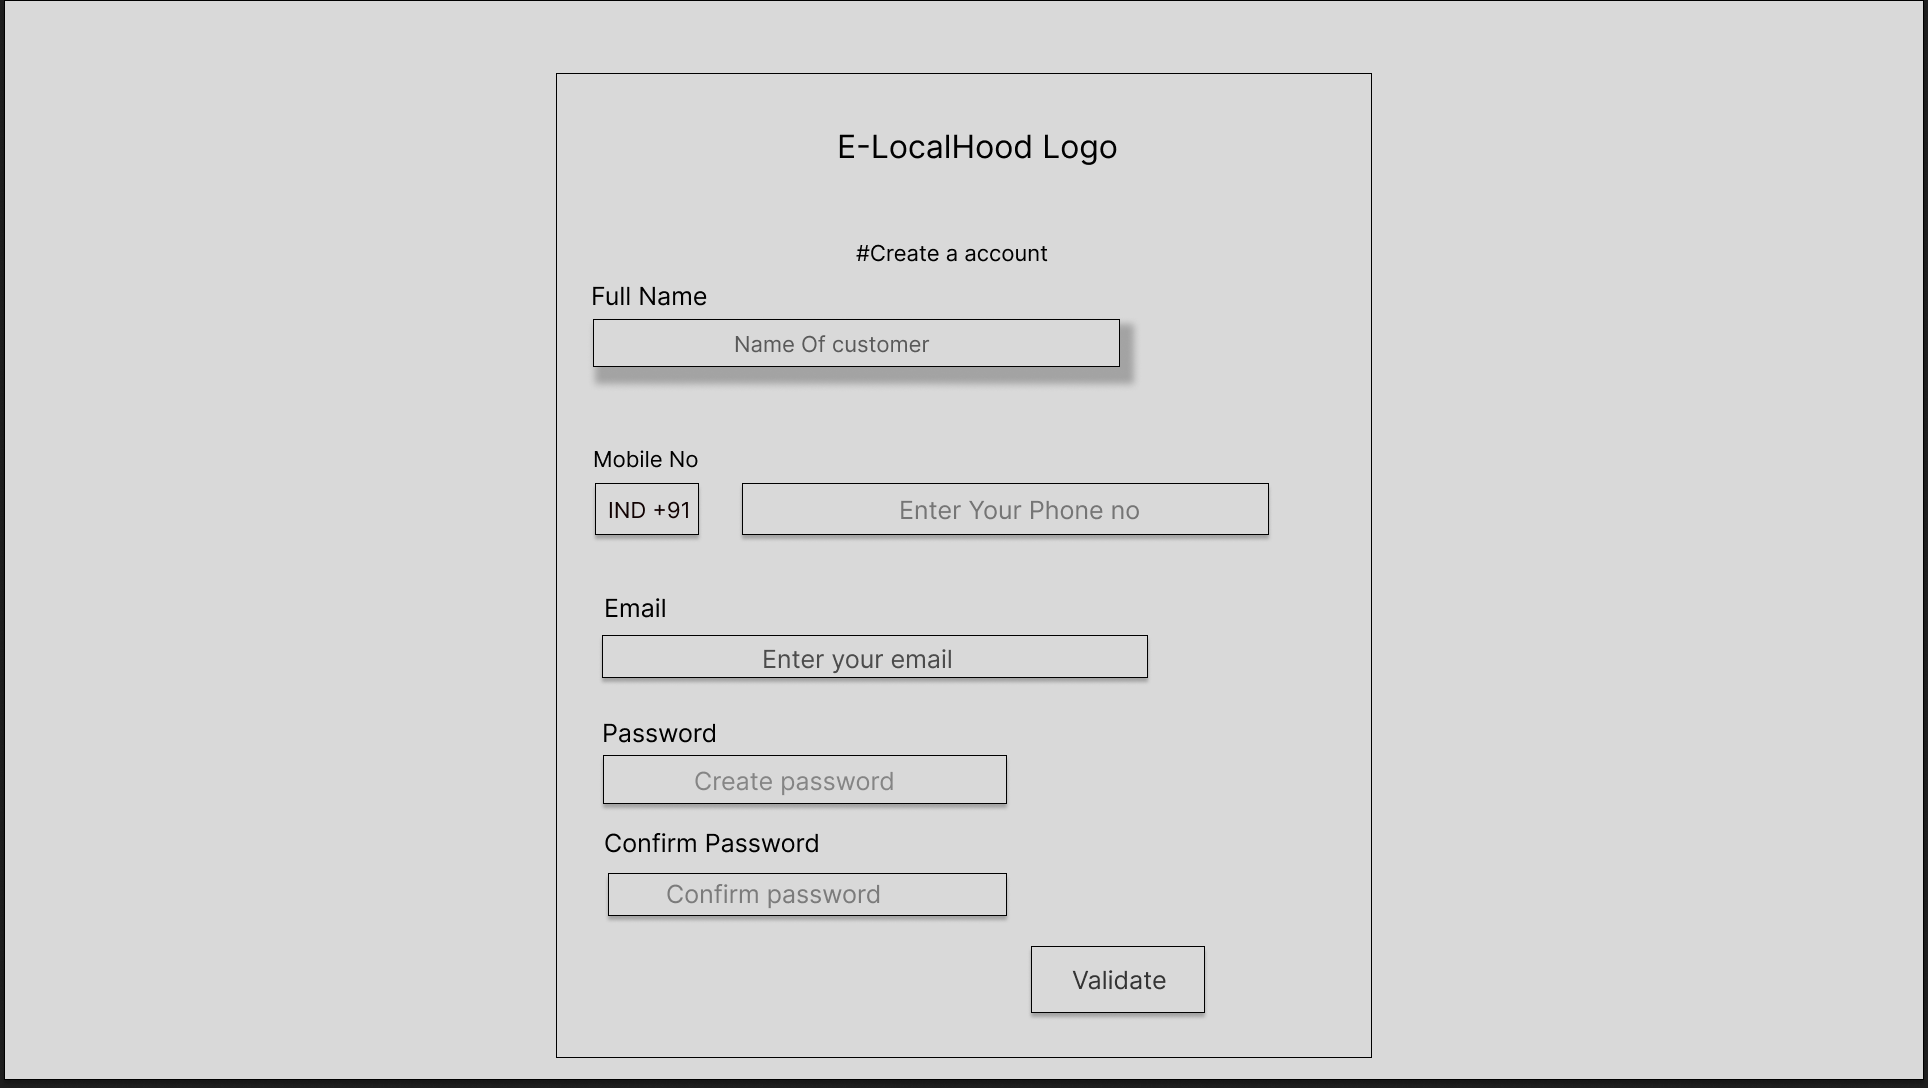 E-LocalHood Logo
#Create a account
Full Name
Name Of customer
Mobile No
IND +91 Enter Your Phone no
Email
Enter your email
Password
Create password
Confirm Password
Confirm password
Validate